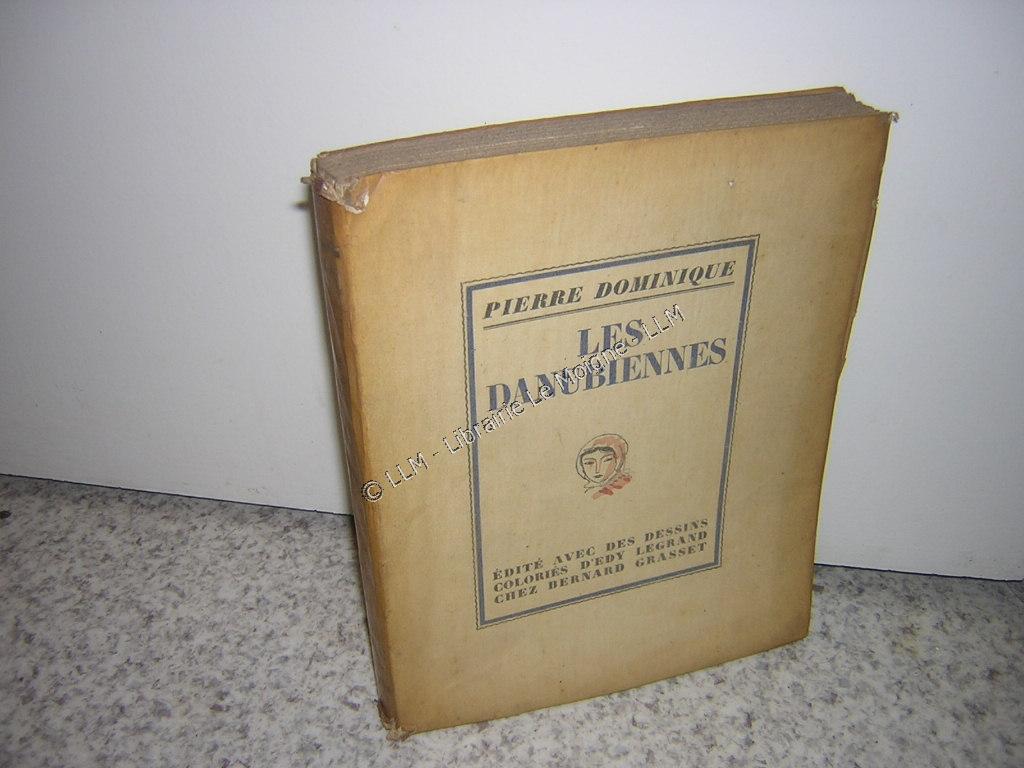 PIERRE DOMINIQUE
LES
DANUBIENNES
ÉDITÉ AVEC DES DESSINS
COLORIÉS D'EDY LEGRAND
CHEZ BERNARD GRASSET
© LLM - Librairie Le Moigne - LLM